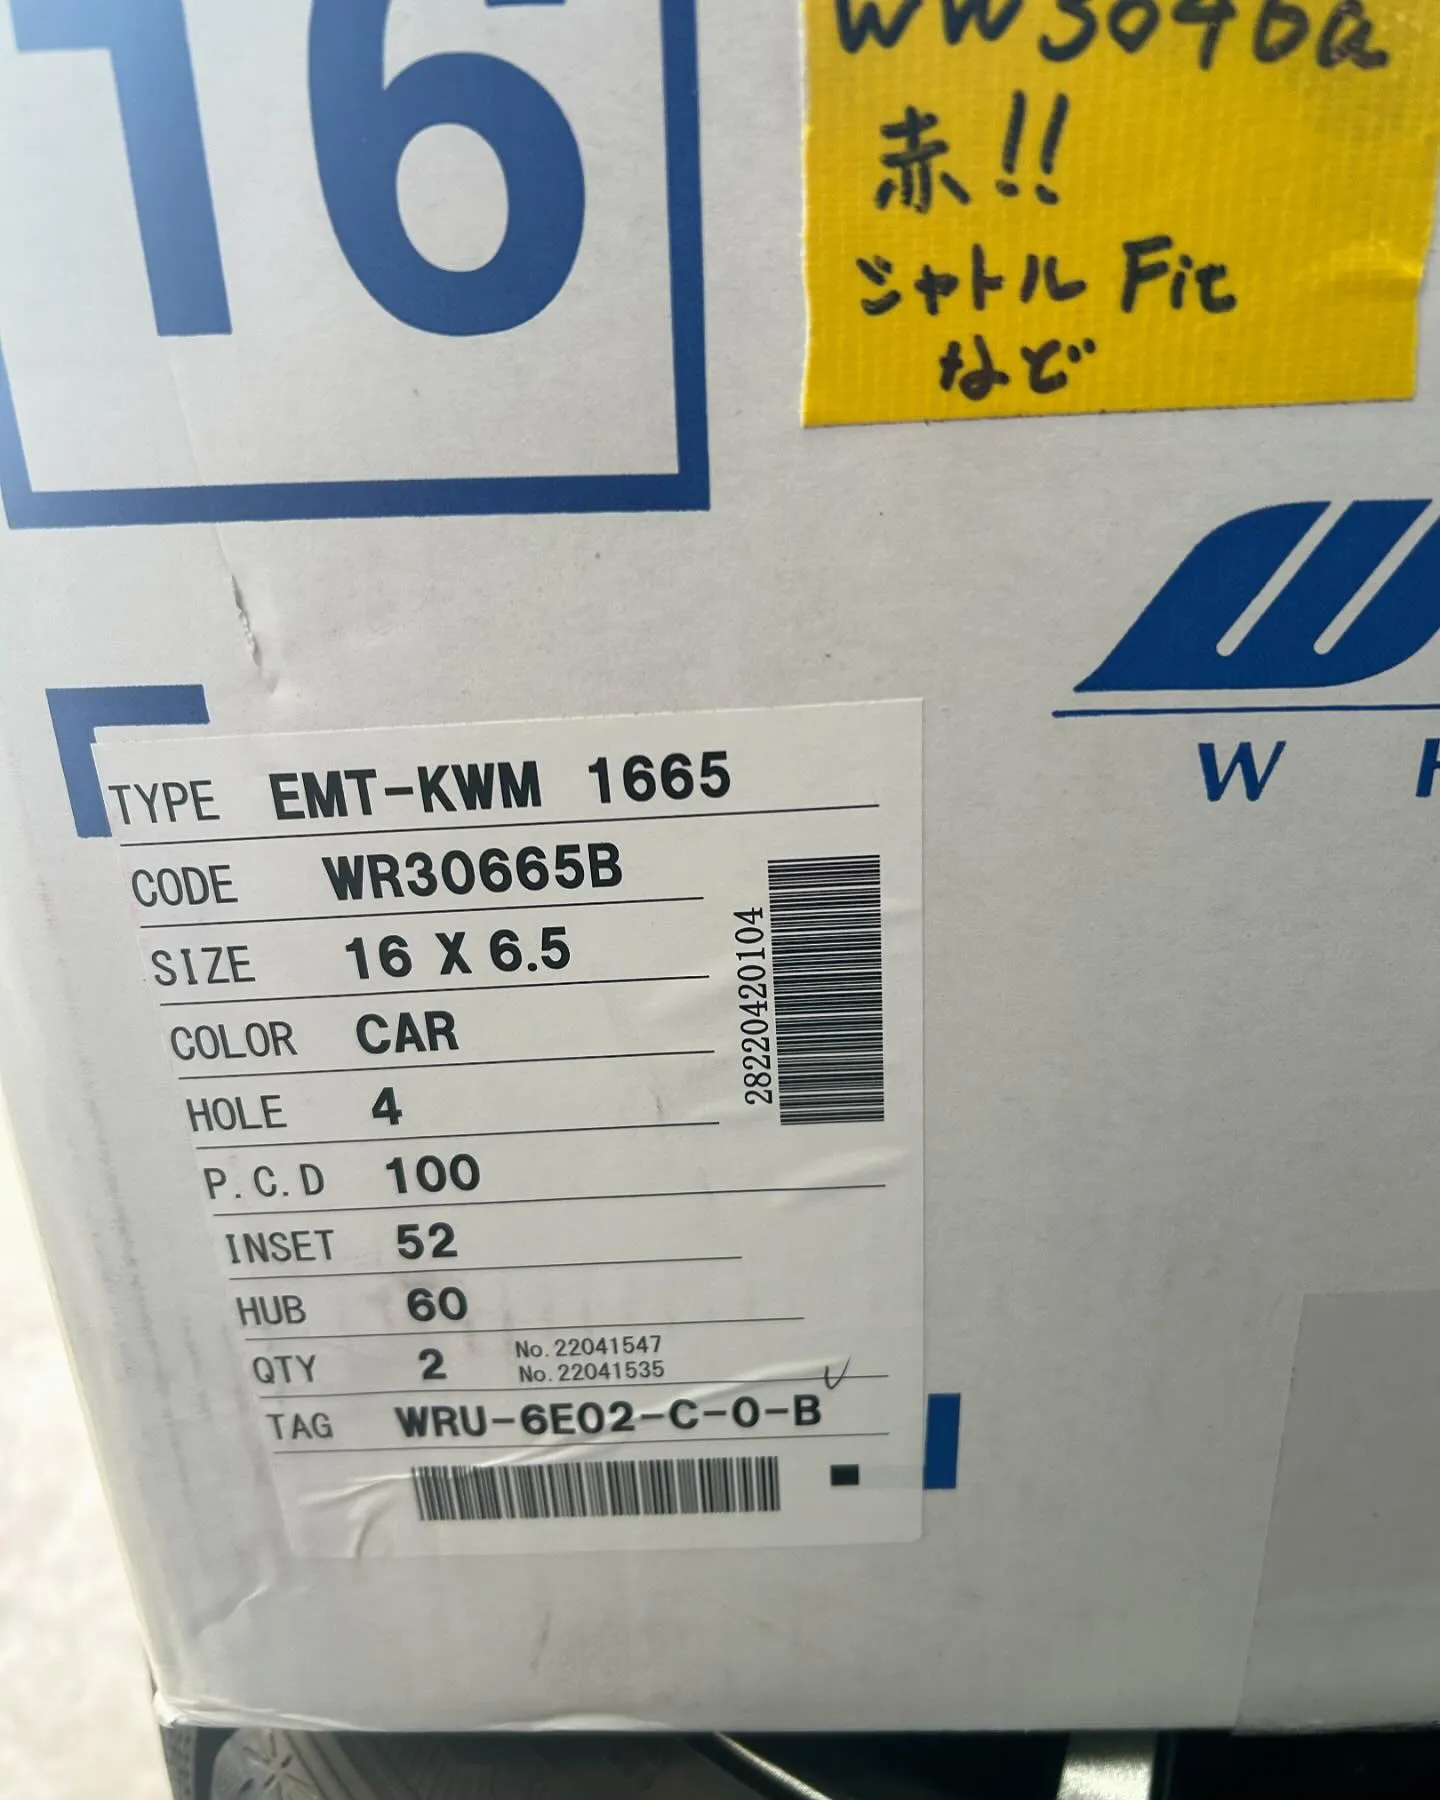 16
WW3046a
赤!!
シャトル Fit
など
W
TYPE EMT-KWM 1665
CODE WR30665B
SIZE 16 X 6.5
COLOR CAR
HOLE 4
P.C.D 100
INSET 52
HUB 60
QTY 2 No.22041547
No.22041535
TAG WRU-6E02-C-0-B
28220420104